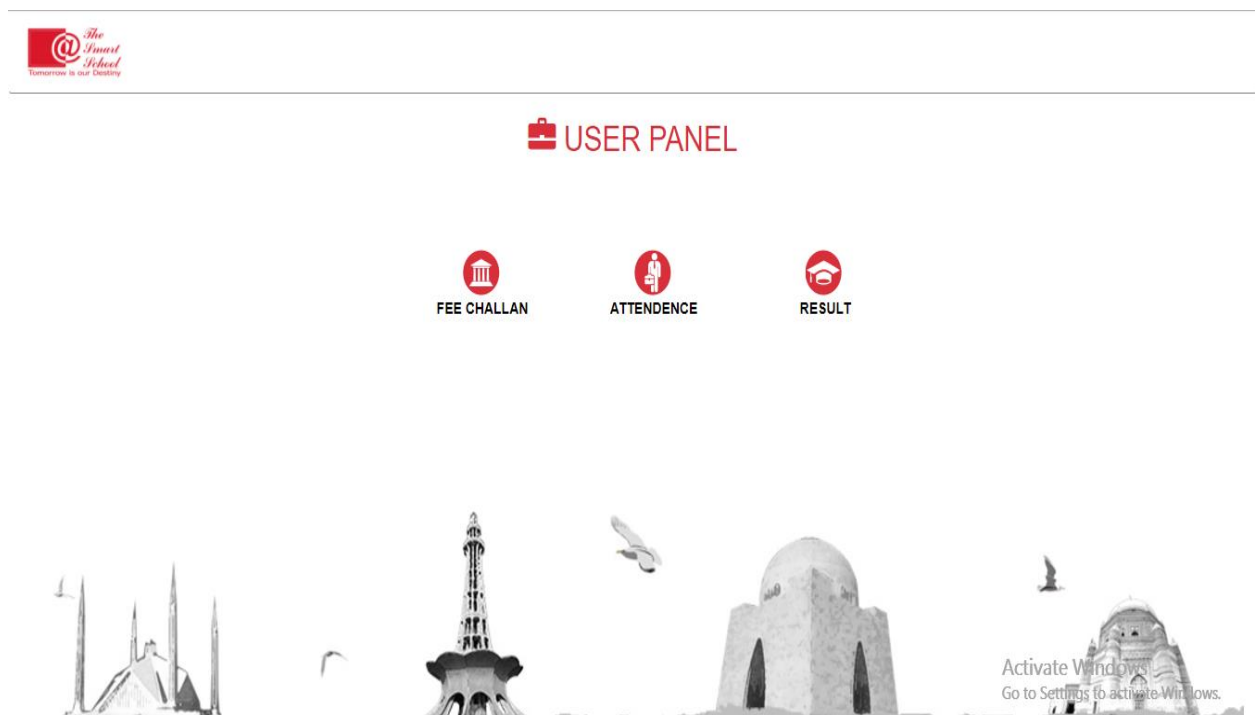 The
Smart
School
Tomorrow is our Destiny
USER PANEL
FEE CHALLAN
ATTENDENCE
RESULT
Activate Windows
Go to Settings to activate Windows.